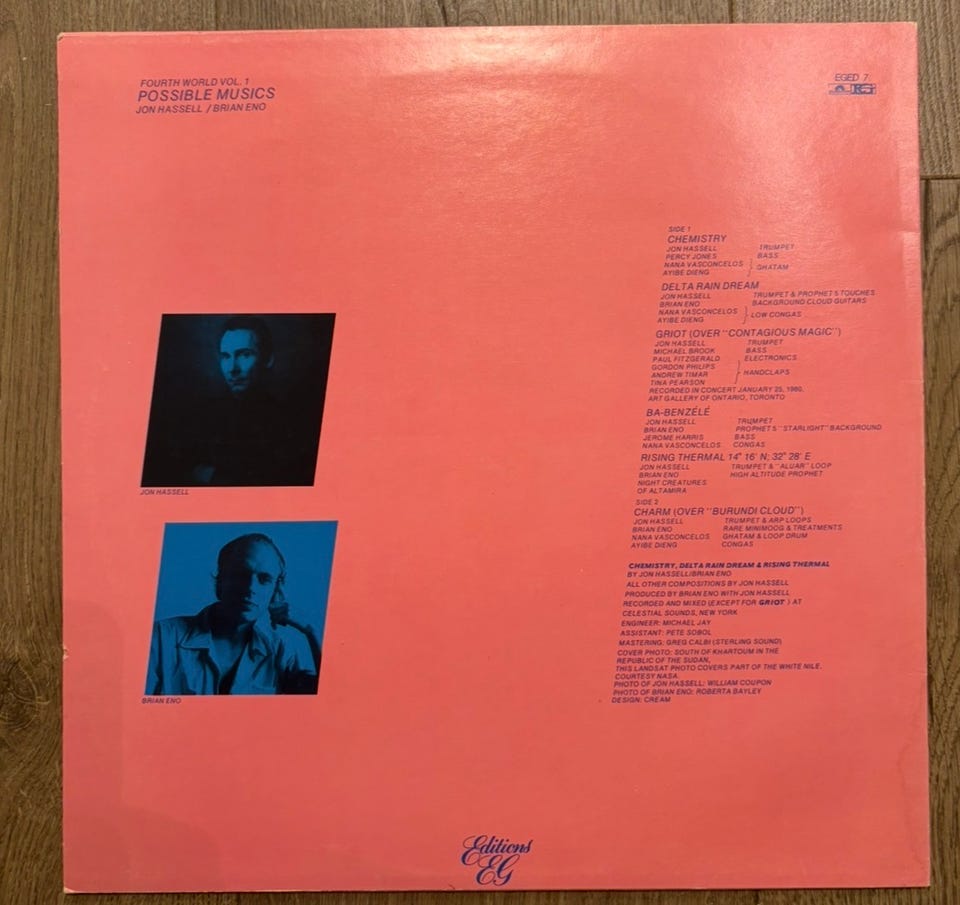 FOURTH WORLD VOL. 1
POSSIBLE MUSICS
JON HASSELL / BRIAN ENO
EGED 7
SIDE 1
CHEMISTRY
JON HASSELL TRUMPET
PERCY JONES BASS
NANA VASCONCELOS
AYIBE DIENG GHATAM
DELTA RAIN DREAM
JON HASSELL TRUMPET & PROPHET 5 TOUCHES
BRIAN ENO BACKGROUND CLOUD GUITARS
NANA VASCONCELOS
AYIBE DIENG LOW CONGAS
GRIOT (OVER "CONTAGIOUS MAGIC")
JON HASSELL TRUMPET
MICHAEL BROOK BASS
PAUL FITZGERALD ELECTRONICS
GORDON PHILIPS
ANDREW TIMAR HANDCLAPS
TINA PEARSON
RECORDED IN CONCERT JANUARY 25, 1980,
ART GALLERY OF ONTARIO, TORONTO
BA-BENZÉLÉ
JON HASSELL TRUMPET
BRIAN ENO PROPHET 5 "STARLIGHT" BACKGROUND
JEROME HARRIS BASS
NANA VASCONCELOS CONGAS
RISING THERMAL 14° 16' N; 32° 28' E
JON HASSELL TRUMPET & "ALUAR" LOOP
BRIAN ENO HIGH ALTITUDE PROPHET
NIGHT CREATURES
OF ALTAMIRA
SIDE 2
CHARM (OVER "BURUNDI CLOUD")
JON HASSELL TRUMPET & ARP LOOPS
BRIAN ENO RARE MINIMOOG & TREATMENTS
NANA VASCONCELOS GHATAM & LOOP DRUM
AYIBE DIENG CONGAS
CHEMISTRY, DELTA RAIN DREAM & RISING THERMAL
BY JON HASSELL/BRIAN ENO
ALL OTHER COMPOSITIONS BY JON HASSELL
PRODUCED BY BRIAN ENO WITH JON HASSELL
RECORDED AND MIXED (EXCEPT FOR GRIOT) AT
CELESTIAL SOUNDS, NEW YORK
ENGINEER: MICHAEL JAY
ASSISTANT: PETE SOBOL
MASTERING: GREG CALBI (STERLING SOUND)
COVER PHOTO: SOUTH OF KHARTOUM IN THE
REPUBLIC OF THE SUDAN,
THIS LANDSAT PHOTO COVERS PART OF THE WHITE NILE.
COURTESY NASA.
PHOTO OF JON HASSELL: WILLIAM COUPON
PHOTO OF BRIAN ENO: ROBERTA BAYLEY
DESIGN: CREAM
JON HASSELL
BRIAN ENO
Editions
EG